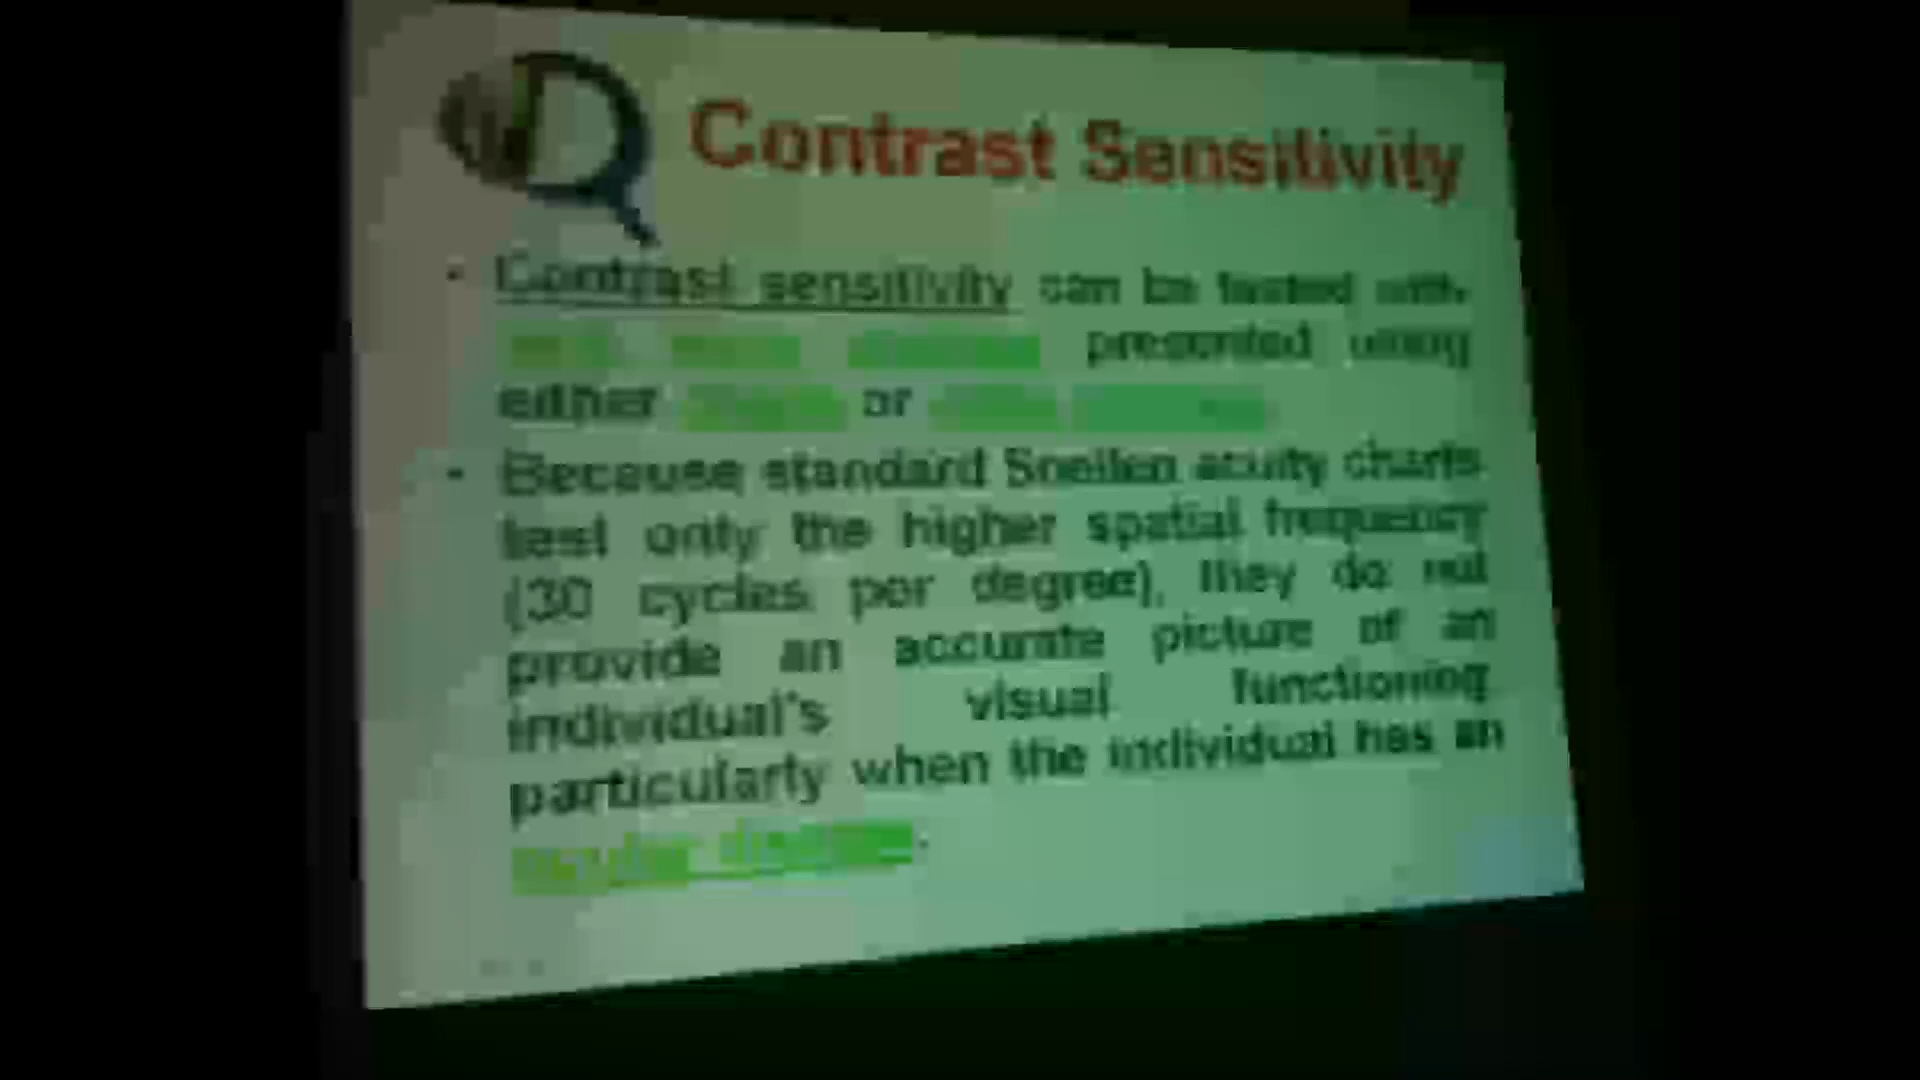 Contrast Sensitivity
• Contrast sensitivity can be tested with
presented using
either or
• Because standard Snellen acuity charts
test only the higher spatial frequency
(30 cycles per degree), they do not
provide an accurate picture of an
individual's visual functioning
particularly when the individual has an
ocular disease.